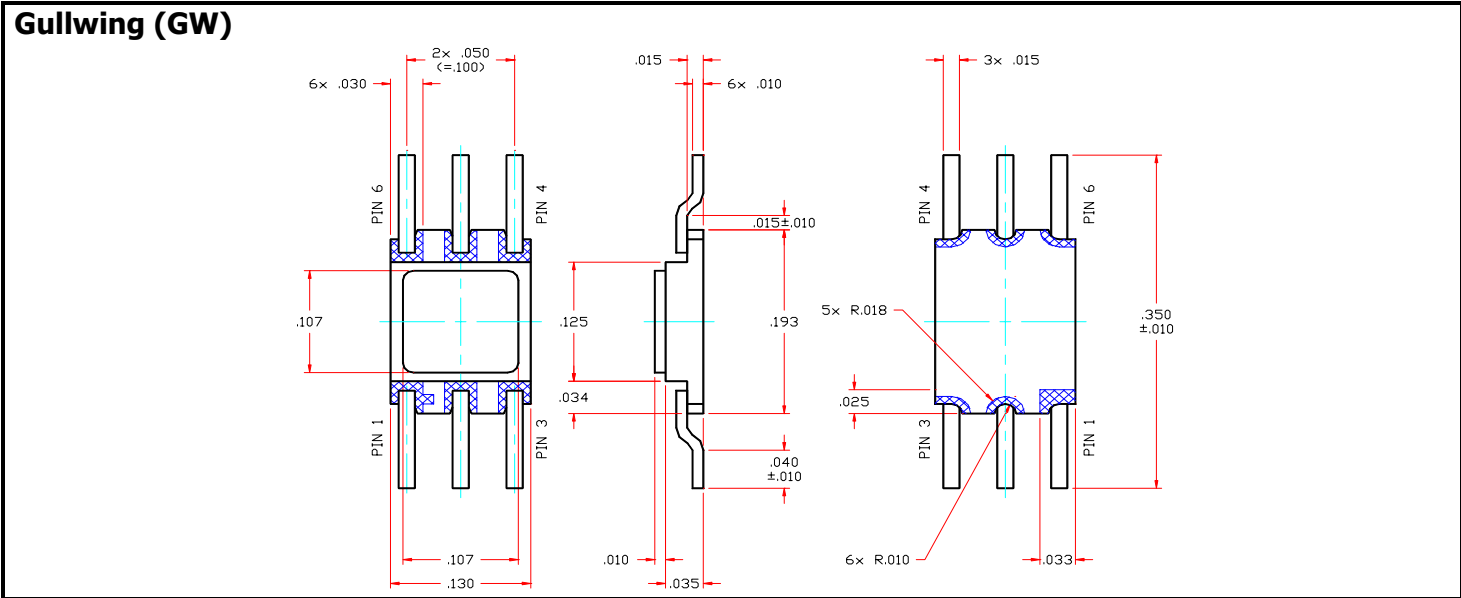 Gullwing (GW)
2x .050
(=.100)
6x .030
.015
6x .010
3x .015
PIN 6
PIN 4
PIN 4
PIN 6
.015±.010
.107
.125
.193
5x R.018
.350
±.010
.034
.025
PIN 1
PIN 3
PIN 3
PIN 1
.040
±.010
.107
.010
6x R.010
.033
.130
.035